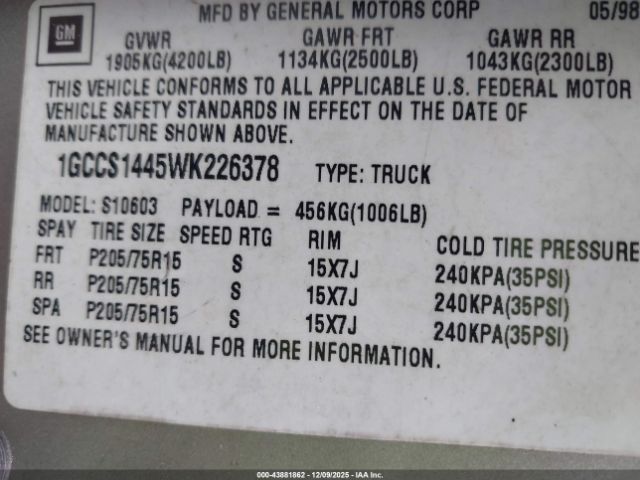 GM
MFD BY GENERAL MOTORS CORP 05/98
GVWR GAWR FRT GAWR RR
1905KG(4200LB) 1134KG(2500LB) 1043KG(2300LB)
THIS VEHICLE CONFORMS TO ALL APPLICABLE U.S. FEDERAL MOTOR
VEHICLE SAFETY STANDARDS IN EFFECT ON THE DATE OF
MANUFACTURE SHOWN ABOVE.
1GCCS1445WK226378 TYPE: TRUCK
MODEL: S10603 PAYLOAD = 456KG(1006LB)
SPAY TIRE SIZE SPEED RTG RIM COLD TIRE PRESSURE
FRT P205/75R15 S 15X7J 240KPA(35PSI)
RR P205/75R15 S 15X7J 240KPA(35PSI)
SPA P205/75R15 S 15X7J 240KPA(35PSI)
SEE OWNER'S MANUAL FOR MORE INFORMATION.
000-43881862 - 12/09/2025 - IAA Inc.